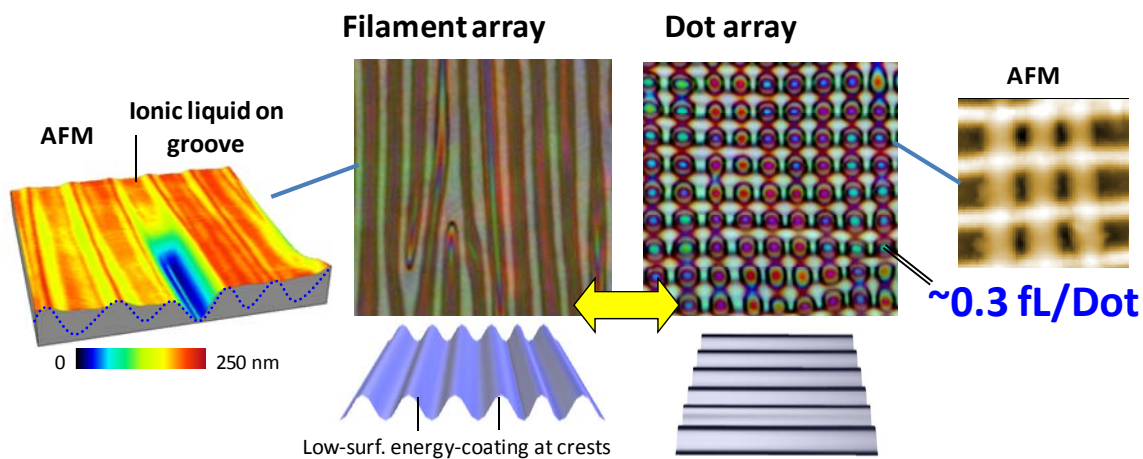 Filament array
Dot array
AFM
Ionic liquid on
groove
AFM
0
250 nm
~0.3 fL/Dot
Low-surf. energy-coating at crests